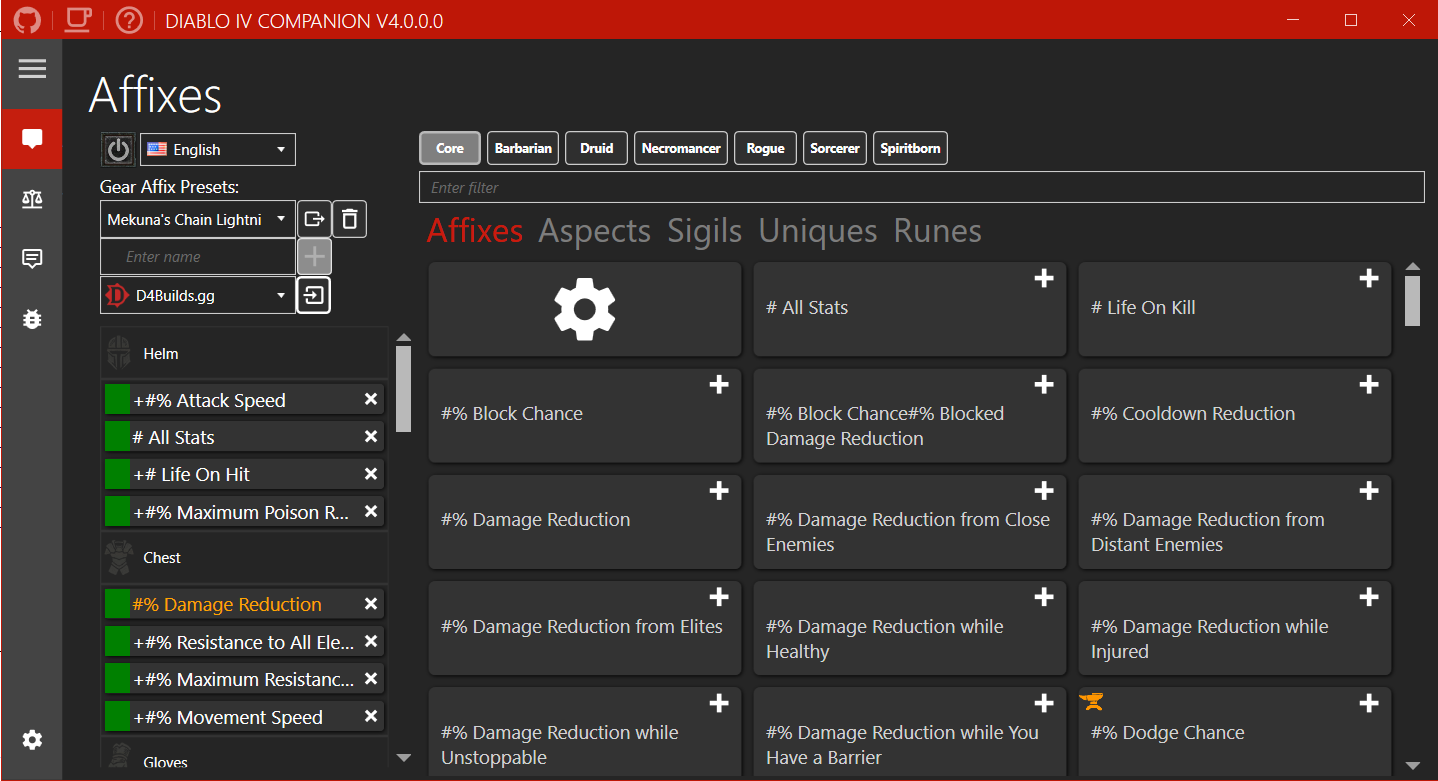 DIABLO IV COMPANION V4.0.0.0
Affixes
English
Gear Affix Presets:
Mekuna's Chain Lightni
Enter name
D4Builds.gg
Helm
+#% Attack Speed
# All Stats
+# Life On Hit
+#% Maximum Poison R...
Chest
#% Damage Reduction
+#% Resistance to All Ele...
+#% Maximum Resistanc...
+#% Movement Speed
Gloves
Core
Barbarian
Druid
Necromancer
Rogue
Sorcerer
Spiritborn
Enter filter
Affixes Aspects Sigils Uniques Runes
# All Stats
# Life On Kill
#% Block Chance
#% Block Chance#% Blocked
Damage Reduction
#% Cooldown Reduction
#% Damage Reduction
#% Damage Reduction from Close
Enemies
#% Damage Reduction from
Distant Enemies
#% Damage Reduction from Elites
#% Damage Reduction while
Healthy
#% Damage Reduction while
Injured
#% Damage Reduction while
Unstoppable
#% Damage Reduction while You
Have a Barrier
#% Dodge Chance